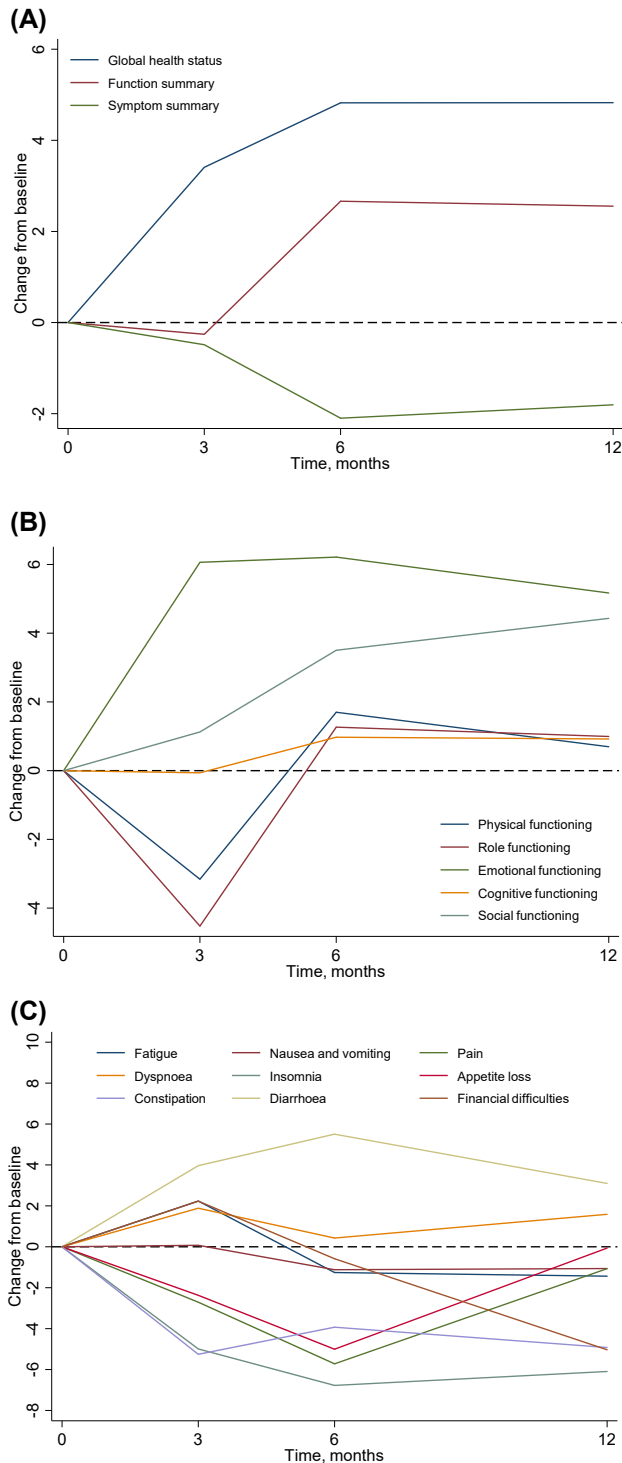 (A)
6
4
2
0
-2
Change from baseline
Global health status
Function summary
Symptom summary
0 3 6 12
Time, months
(B)
6
4
2
0
-2
-4
Change from baseline
Physical functioning
Role functioning
Emotional functioning
Cognitive functioning
Social functioning
0 3 6 12
Time, months
(C)
10
8
6
4
2
0
-2
-4
-6
-8
Change from baseline
Fatigue Nausea and vomiting Pain
Dyspnoea Insomnia Appetite loss
Constipation Diarrhoea Financial difficulties
0 3 6 12
Time, months